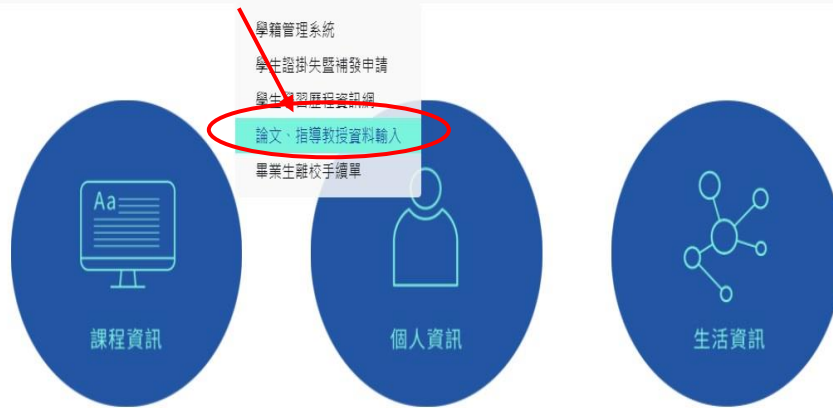 學籍管理系統
學生證掛失暨補發申請
學生學習歷程資訊網
論文、指導教授資料輸入
畢業生離校手續單
Aa
課程資訊
個人資訊
生活資訊